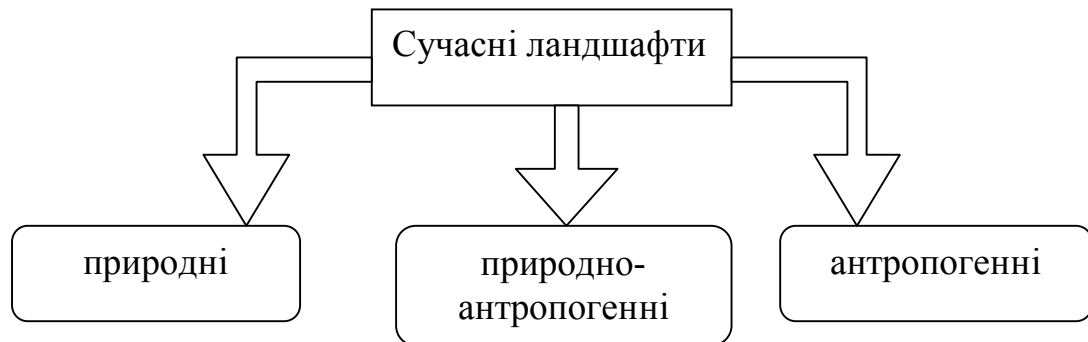 Сучасні ландшафти
природні
природно-
антропогенні
антропогенні